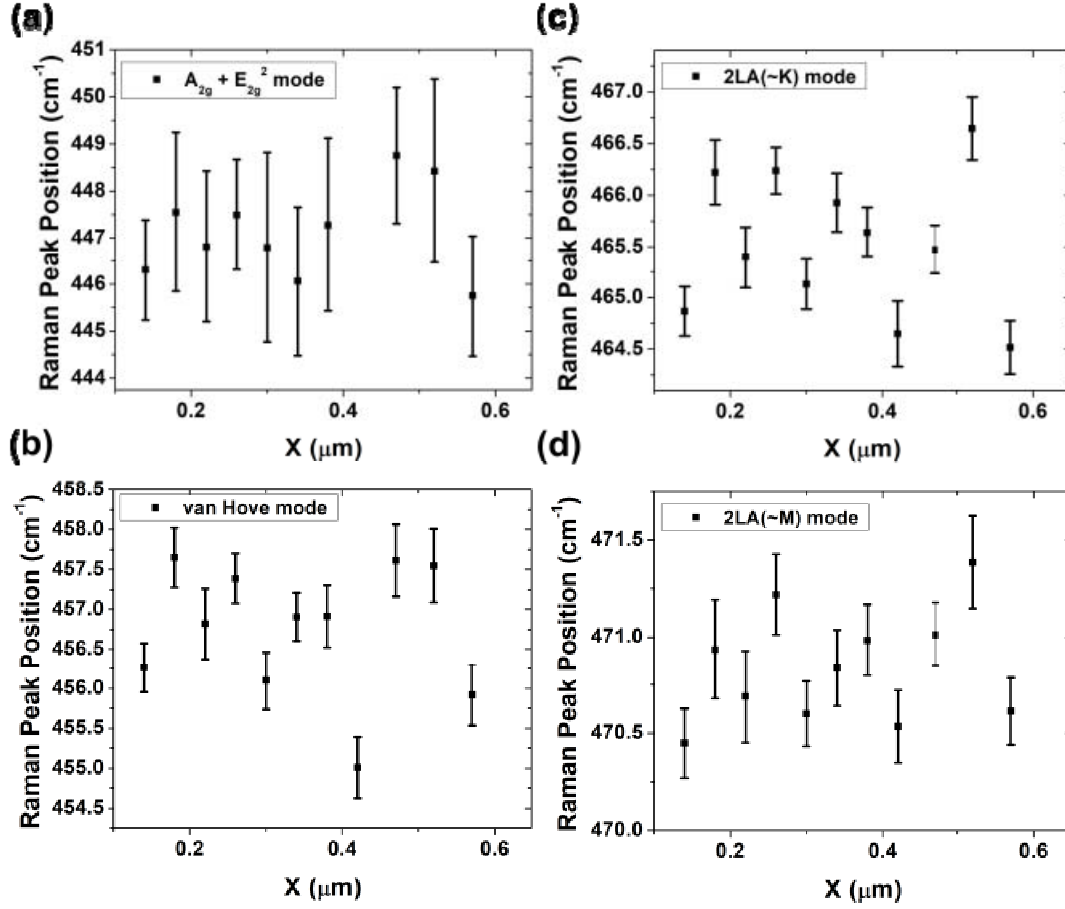 (a)
A2g + E2g2 mode
Raman Peak Position (cm-1)
451
450
449
448
447
446
445
444
0.2
0.4
0.6
X (μm)
(c)
2LA(~K) mode
Raman Peak Position (cm-1)
467.0
466.5
466.0
465.5
465.0
464.5
0.2
0.4
0.6
X (μm)
(b)
van Hove mode
Raman Peak Position (cm-1)
458.5
458.0
457.5
457.0
456.5
456.0
455.5
455.0
454.5
0.2
0.4
0.6
X (μm)
(d)
2LA(~M) mode
Raman Peak Position (cm-1)
471.5
471.0
470.5
470.0
0.2
0.4
0.6
X (μm)